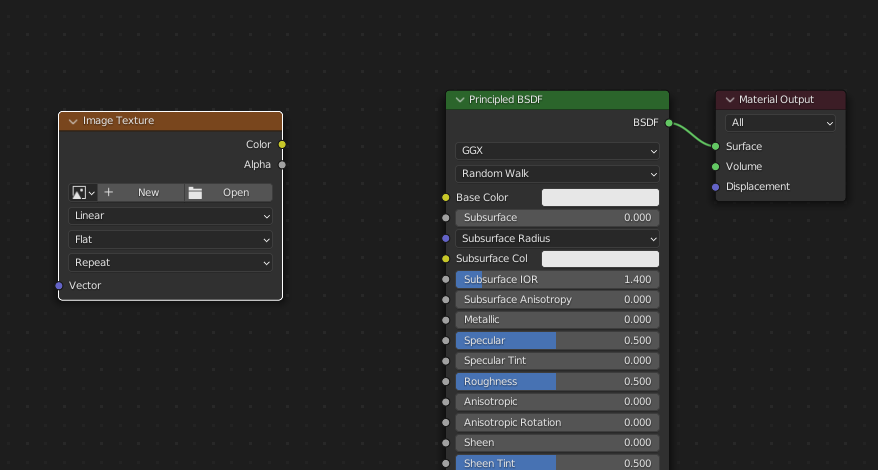 Image Texture
Color
Alpha
New
Open
Linear
Flat
Repeat
Vector
Principled BSDF
BSDF
GGX
Random Walk
Base Color
Subsurface 0.000
Subsurface Radius
Subsurface Col
Subsurface IOR 1.400
Subsurface Anisotropy 0.000
Metallic 0.000
Specular 0.500
Specular Tint 0.000
Roughness 0.500
Anisotropic 0.000
Anisotropic Rotation 0.000
Sheen 0.000
Sheen Tint 0.500
Material Output
All
Surface
Volume
Displacement